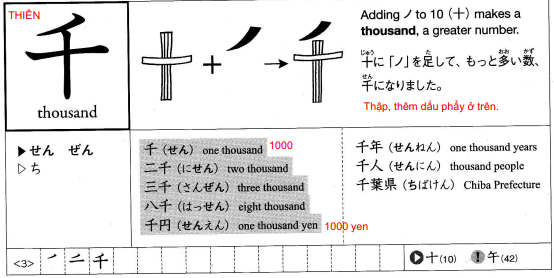 THIÊN
千
thousand
Adding ノ to 10 (十) makes a
thousand, a greater number.
十に「ノ」を足して、もっと多い数、
千になりました。
Thập, thêm dấu phẩy ở trên.
▶せん ぜん
▷ち
千（せん） one thousand 1000
二千（にせん） two thousand
三千（さんぜん） three thousand
八千（はっせん） eight thousand
千円（せんえん） one thousand yen 1000 yen
千年（せんねん） one thousand years
千人（せんにん） thousand people
千葉県（ちばけん） Chiba Prefecture
<3> ノ 二 千
▶十(10) ！午(42)